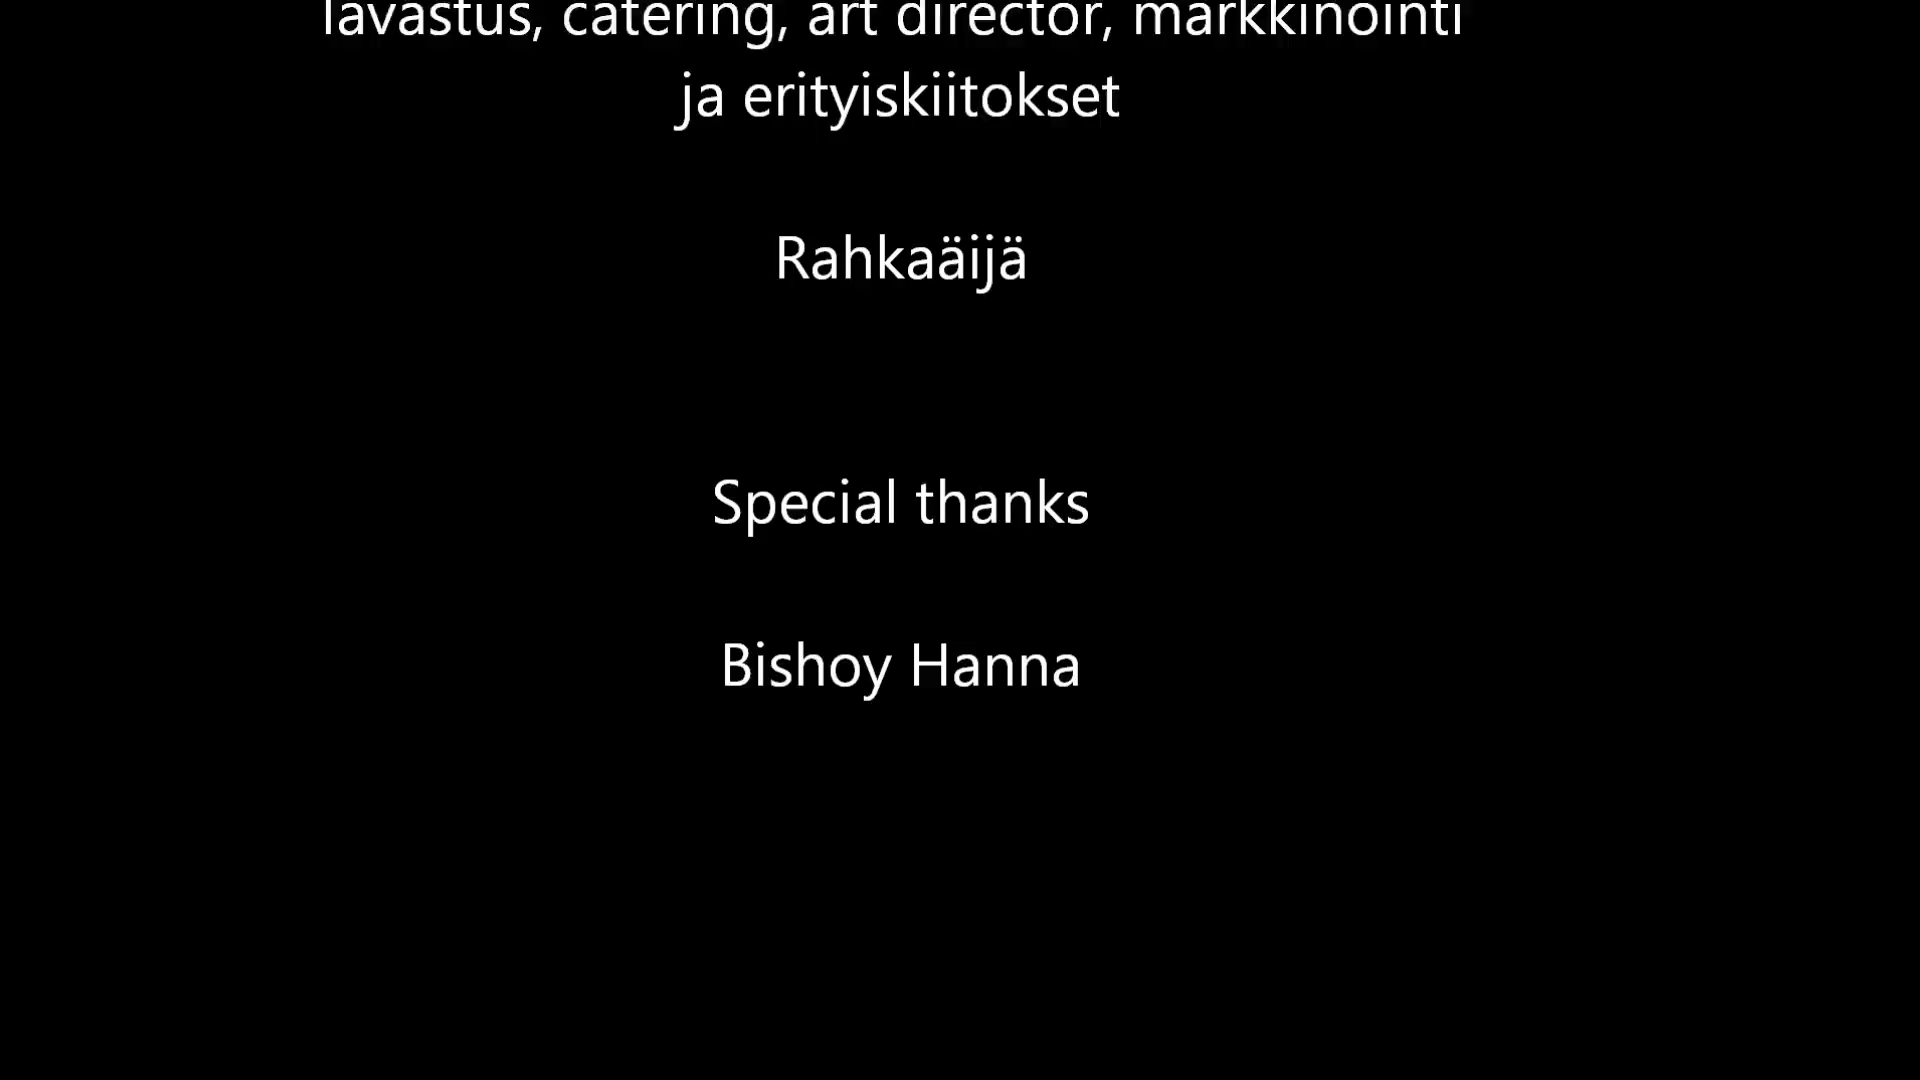 lavastus, catering, art director, markkinointi
ja erityiskiitokset
Rahkaäijä
Special thanks
Bishoy Hanna